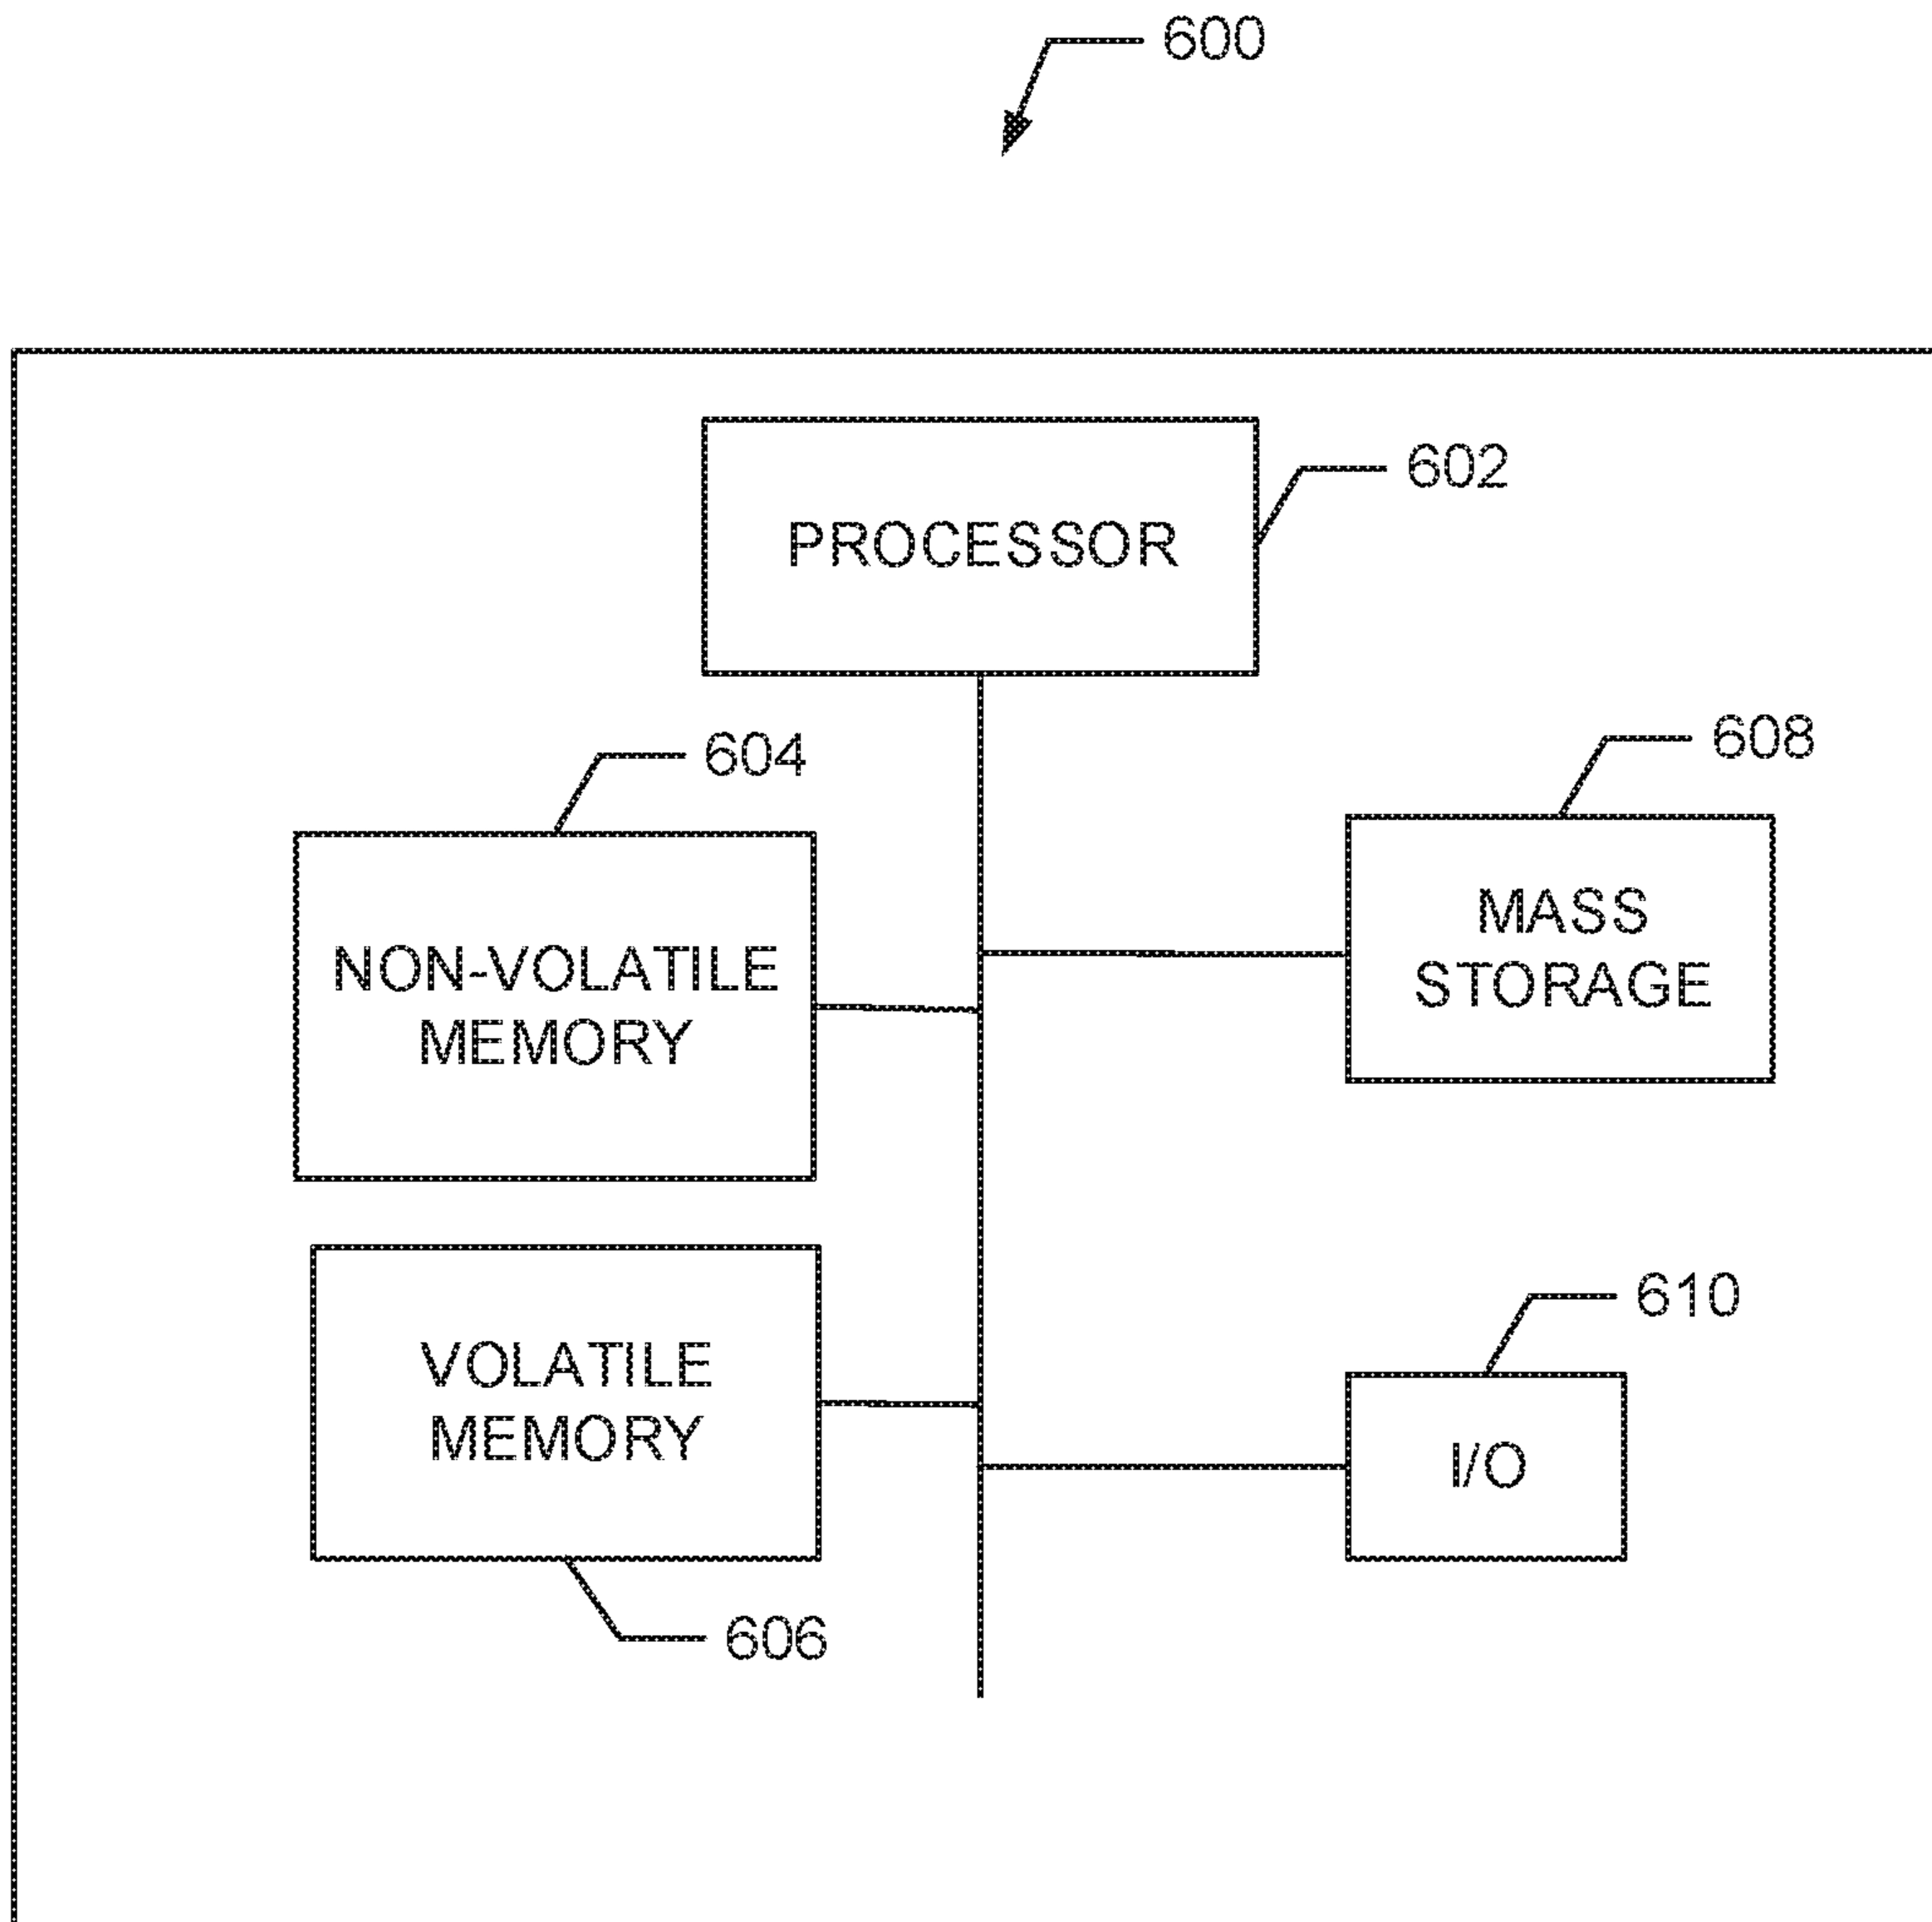 600
602
PROCESSOR
604
608
NON-VOLATILE
MEMORY
MASS
STORAGE
VOLATILE
MEMORY
610
I/O
606